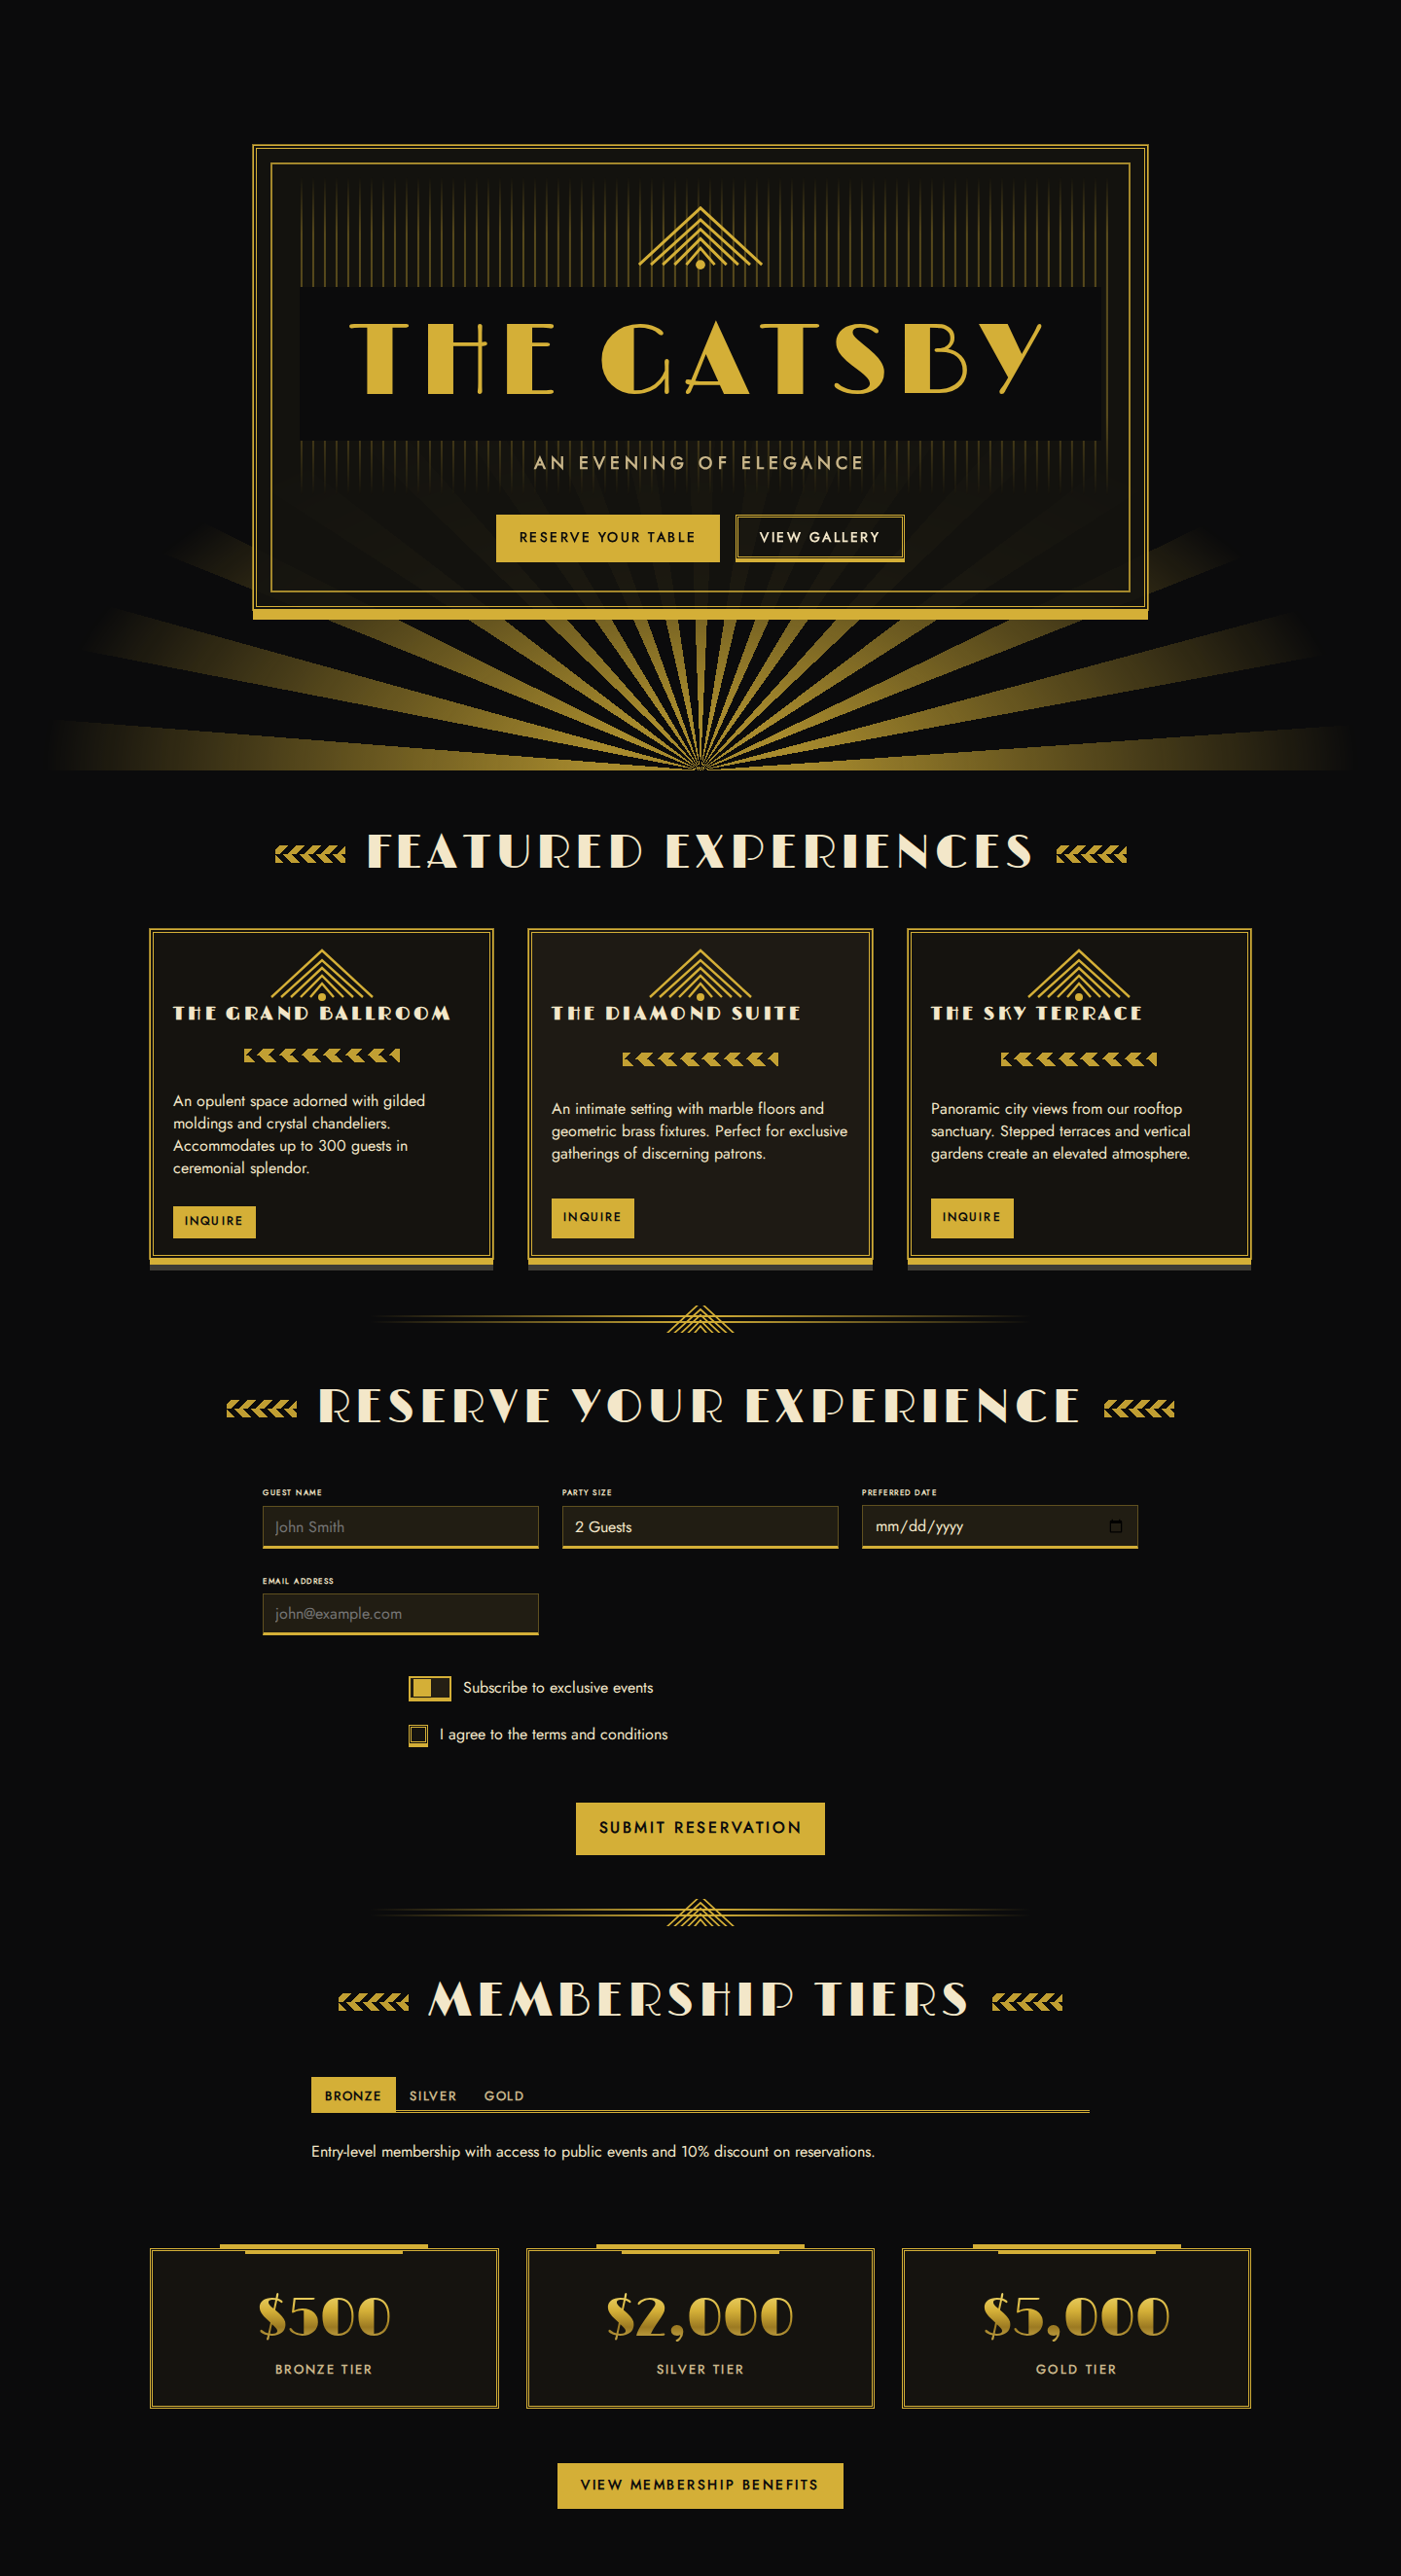 THE GATSBY
AN EVENING OF ELEGANCE
RESERVE YOUR TABLE
VIEW GALLERY
FEATURED EXPERIENCES
THE GRAND BALLROOM
An opulent space adorned with gilded
moldings and crystal chandeliers.
Accommodates up to 300 guests in
ceremonial splendor.
INQUIRE
THE DIAMOND SUITE
An intimate setting with marble floors and
geometric brass fixtures. Perfect for exclusive
gatherings of discerning patrons.
INQUIRE
THE SKY TERRACE
Panoramic city views from our rooftop
sanctuary. Stepped terraces and vertical
gardens create an elevated atmosphere.
INQUIRE
RESERVE YOUR EXPERIENCE
GUEST NAME
John Smith
PARTY SIZE
2 Guests
PREFERRED DATE
mm/dd/yyyy
EMAIL ADDRESS
john@example.com
Subscribe to exclusive events
I agree to the terms and conditions
SUBMIT RESERVATION
MEMBERSHIP TIERS
BRONZE
SILVER
GOLD
Entry-level membership with access to public events and 10% discount on reservations.
$500
BRONZE TIER
$2,000
SILVER TIER
$5,000
GOLD TIER
VIEW MEMBERSHIP BENEFITS